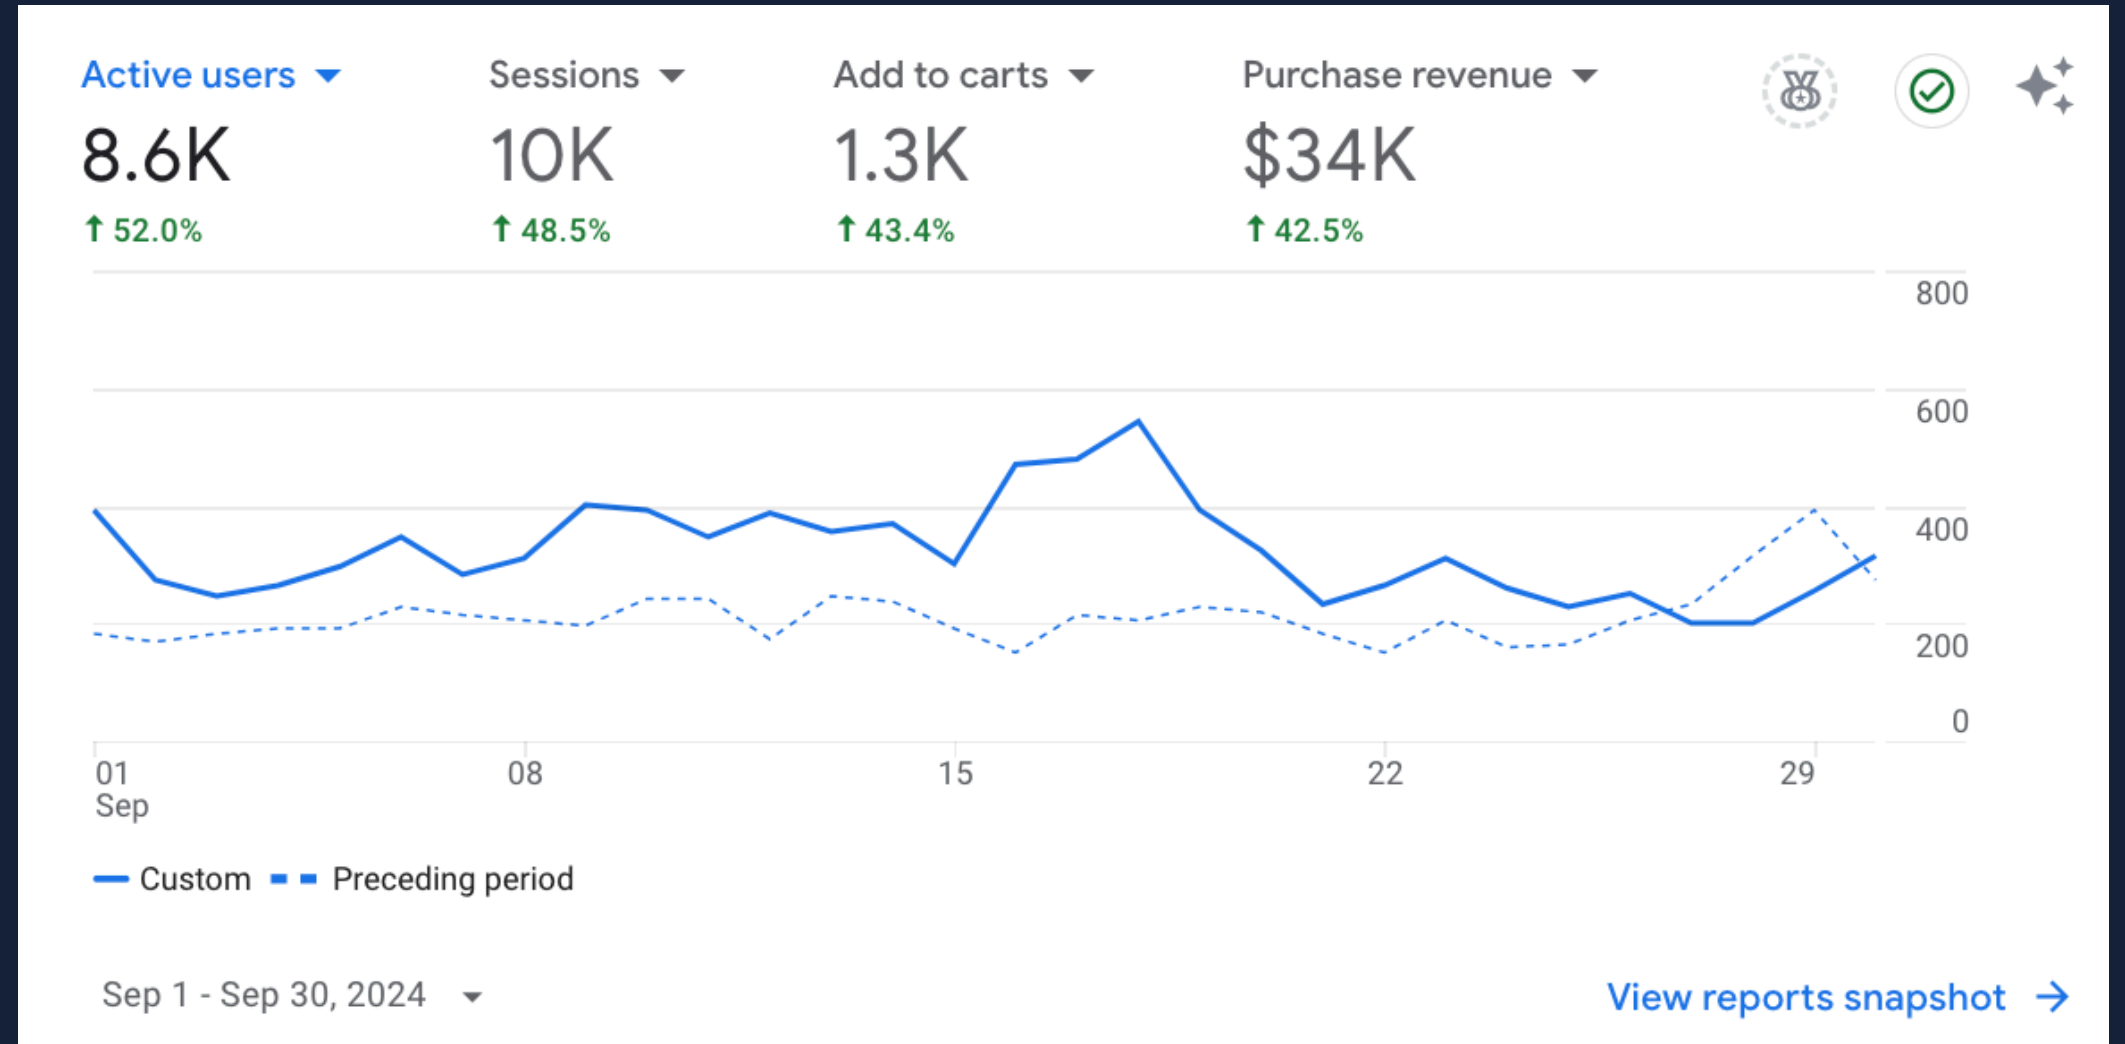 Active users Sessions Add to carts Purchase revenue
8.6K 10K 1.3K $34K
↑ 52.0% ↑ 48.5% ↑ 43.4% ↑ 42.5%
800
600
400
200
0
01 08 15 22 29
Sep
Custom Preceding period
Sep 1 - Sep 30, 2024 View reports snapshot →